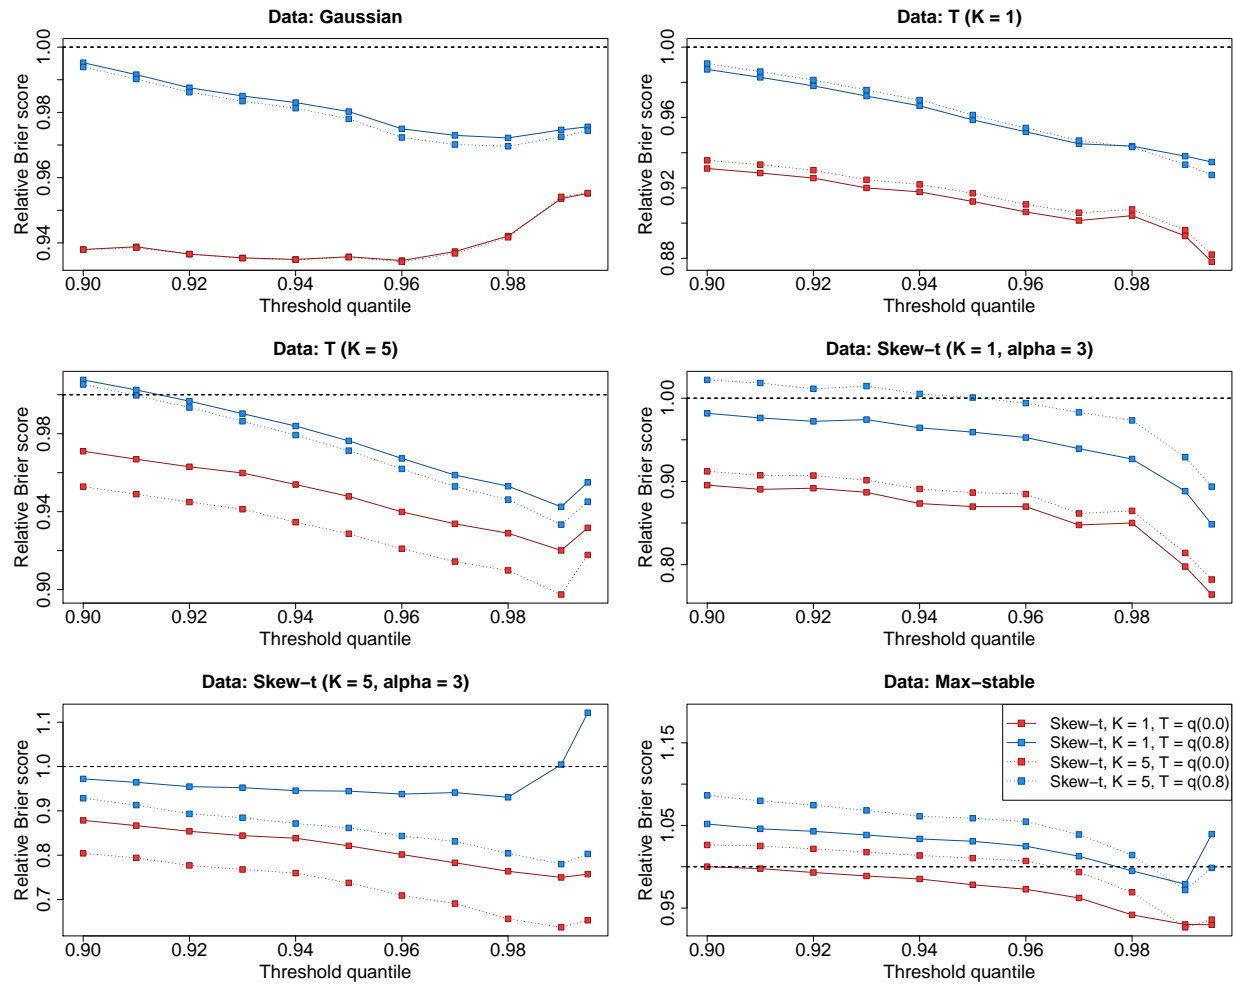 Data: Gaussian
Relative Brier score
1.00
0.98
0.96
0.94
0.90 0.92 0.94 0.96 0.98
Threshold quantile
Data: T (K = 1)
Relative Brier score
1.00
0.96
0.92
0.88
0.90 0.92 0.94 0.96 0.98
Threshold quantile
Data: T (K = 5)
Relative Brier score
0.98
0.94
0.90
0.90 0.92 0.94 0.96 0.98
Threshold quantile
Data: Skew−t (K = 1, alpha = 3)
Relative Brier score
1.00
0.90
0.80
0.90 0.92 0.94 0.96 0.98
Threshold quantile
Data: Skew−t (K = 5, alpha = 3)
Relative Brier score
1.1
1.0
0.9
0.8
0.7
0.90 0.92 0.94 0.96 0.98
Threshold quantile
Data: Max−stable
Relative Brier score
1.15
1.05
0.95
Skew−t, K = 1, T = q(0.0)
Skew−t, K = 1, T = q(0.8)
Skew−t, K = 5, T = q(0.0)
Skew−t, K = 5, T = q(0.8)
0.90 0.92 0.94 0.96 0.98
Threshold quantile